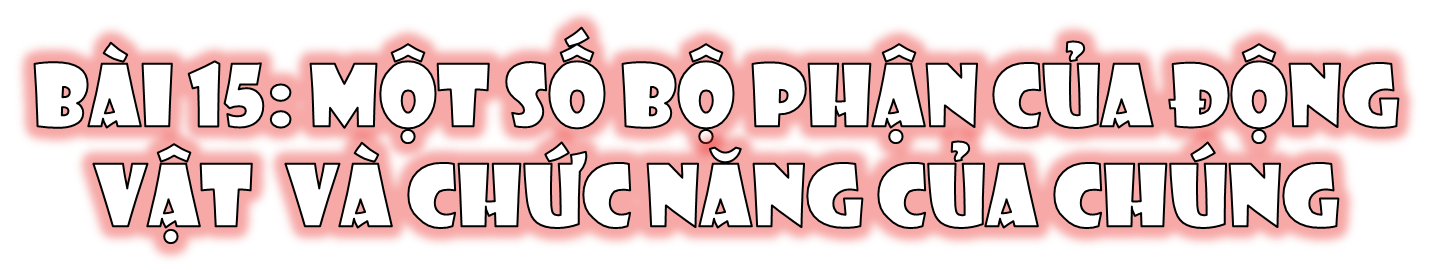 BÀI 15: MỘT SỐ BỘ PHẬN CỦA ĐỘNG
VẬT VÀ CHỨC NĂNG CỦA CHÚNG